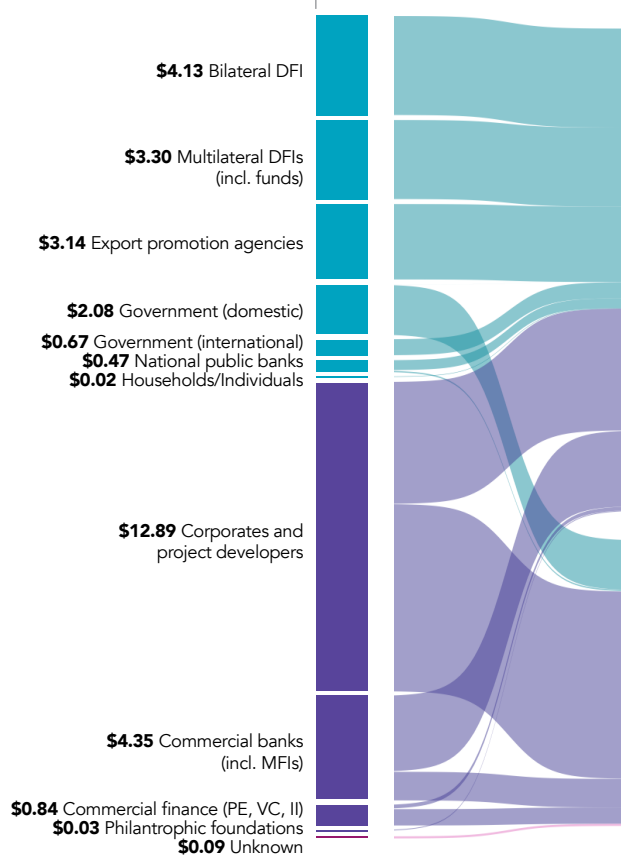 $4.13 Bilateral DFI
$3.30 Multilateral DFIs
(incl. funds)
$3.14 Export promotion agencies
$2.08 Government (domestic)
$0.67 Government (international)
$0.47 National public banks
$0.02 Households/Individuals
$12.89 Corporates and
project developers
$4.35 Commercial banks
(incl. MFIs)
$0.84 Commercial finance (PE, VC, II)
$0.03 Philantrophic foundations
$0.09 Unknown